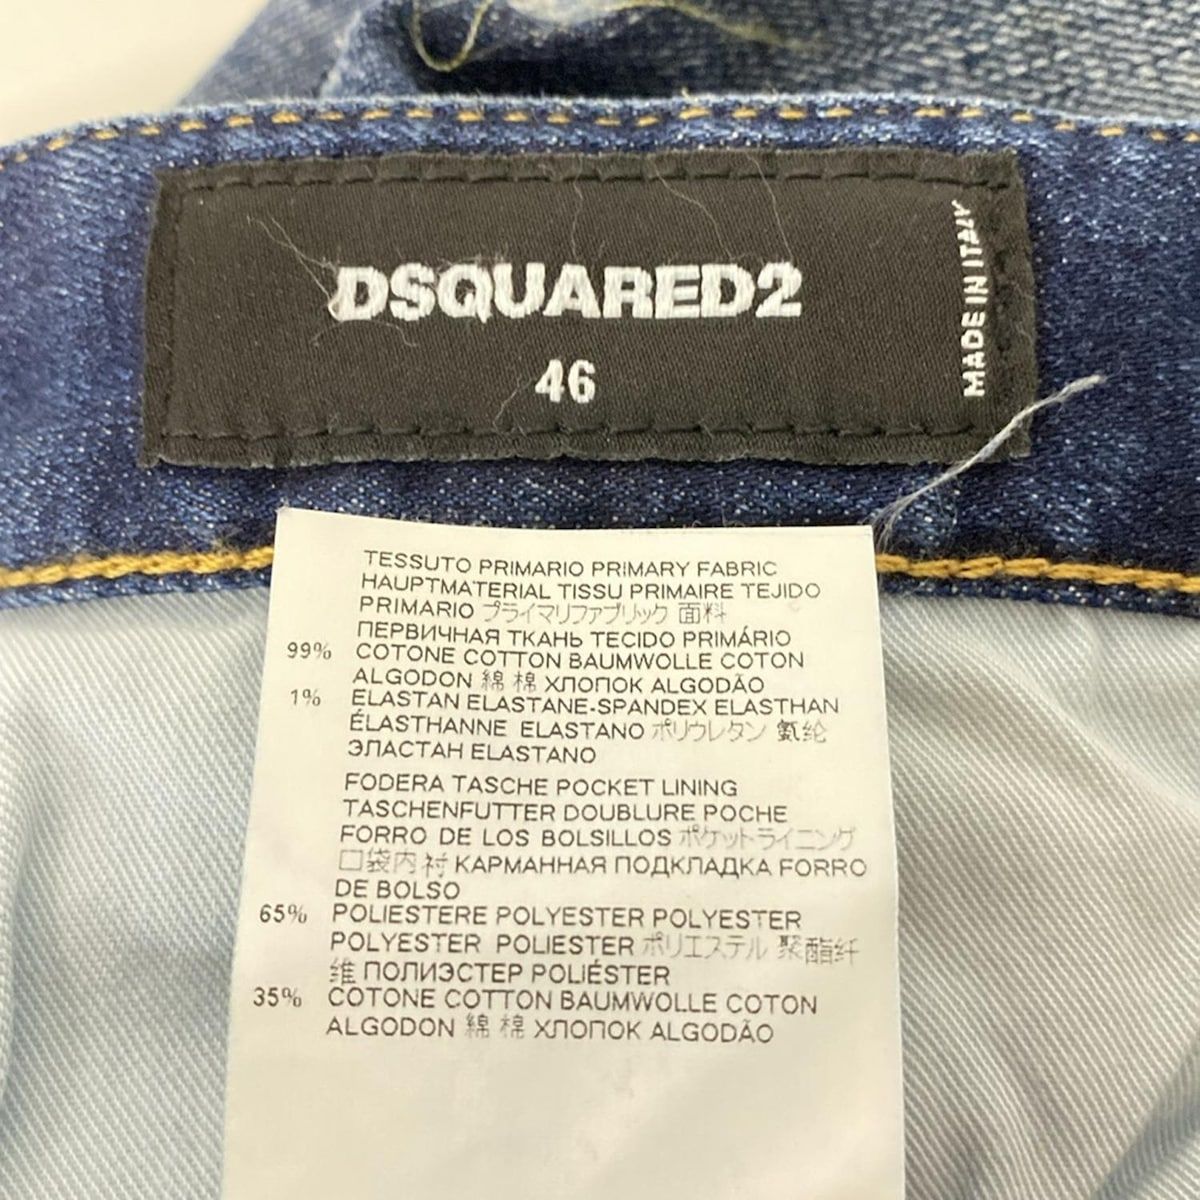 DSQUARED2
46
MADE IN ITALY
TESSUTO PRIMARIO PRIMARY FABRIC
HAUPTMATERIAL TISSU PRIMAIRE TEJIDO
PRIMARIO プライマリファブリック 面料
ПЕРВИЧНАЯ ТКАНЬ TECIDO PRIMÁRIO
99% COTONE COTTON BAUMWOLLE COTON
ALGODON 綿 棉 ХЛОПОК ALGODÃO
1% ELASTAN ELASTANE-SPANDEX ELASTHAN
ÉLASTHANNE ELASTANO ポリウレタン 氨纶
ЭЛАСТАН ELASTANO
FODERA TASCHE POCKET LINING
TASCHENFUTTER DOUBLURE POCHE
FORRO DE LOS BOLSILLOS ポケットライニング
口袋内衬 КАРМАННАЯ ПОДКЛАДКА FORRO
DE BOLSO
65% POLIESTERE POLYESTER POLYESTER
POLYESTER POLIESTER ポリエステル 聚酯纤
维 ПОЛИЭСТЕР POLIÉSTER
35% COTONE COTTON BAUMWOLLE COTON
ALGODON 綿 棉 ХЛОПОК ALGODÃO